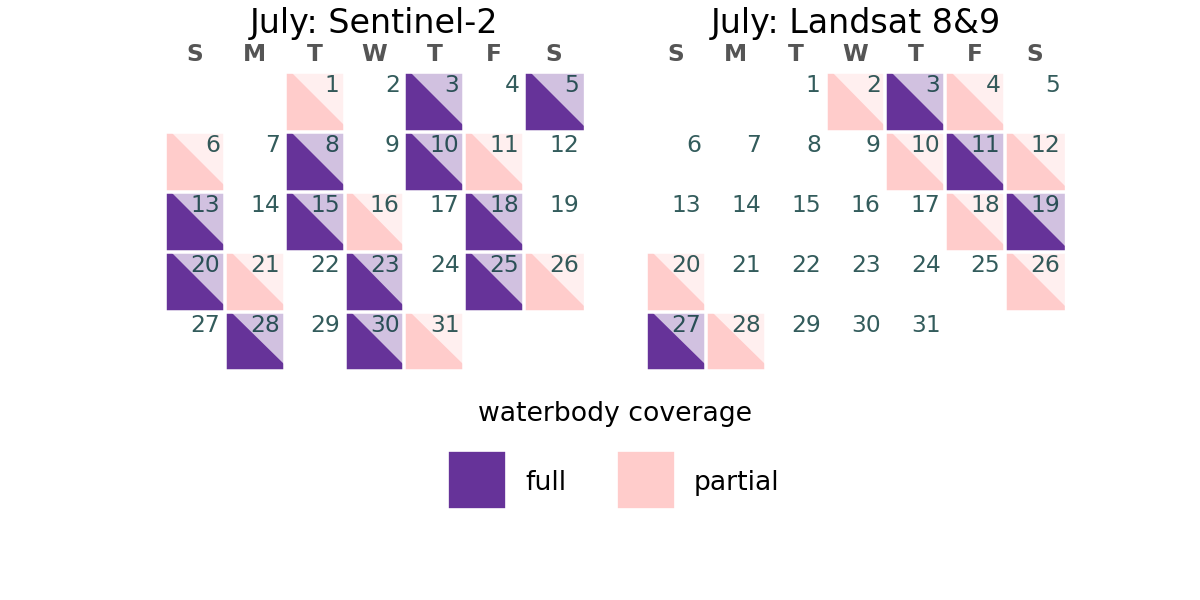 July: Sentinel-2
S M T W T F S
1 2 3 4 5
6 7 8 9 10 11 12
13 14 15 16 17 18 19
20 21 22 23 24 25 26
27 28 29 30 31
July: Landsat 8&9
S M T W T F S
1 2 3 4 5
6 7 8 9 10 11 12
13 14 15 16 17 18 19
20 21 22 23 24 25 26
27 28 29 30 31
waterbody coverage
full partial